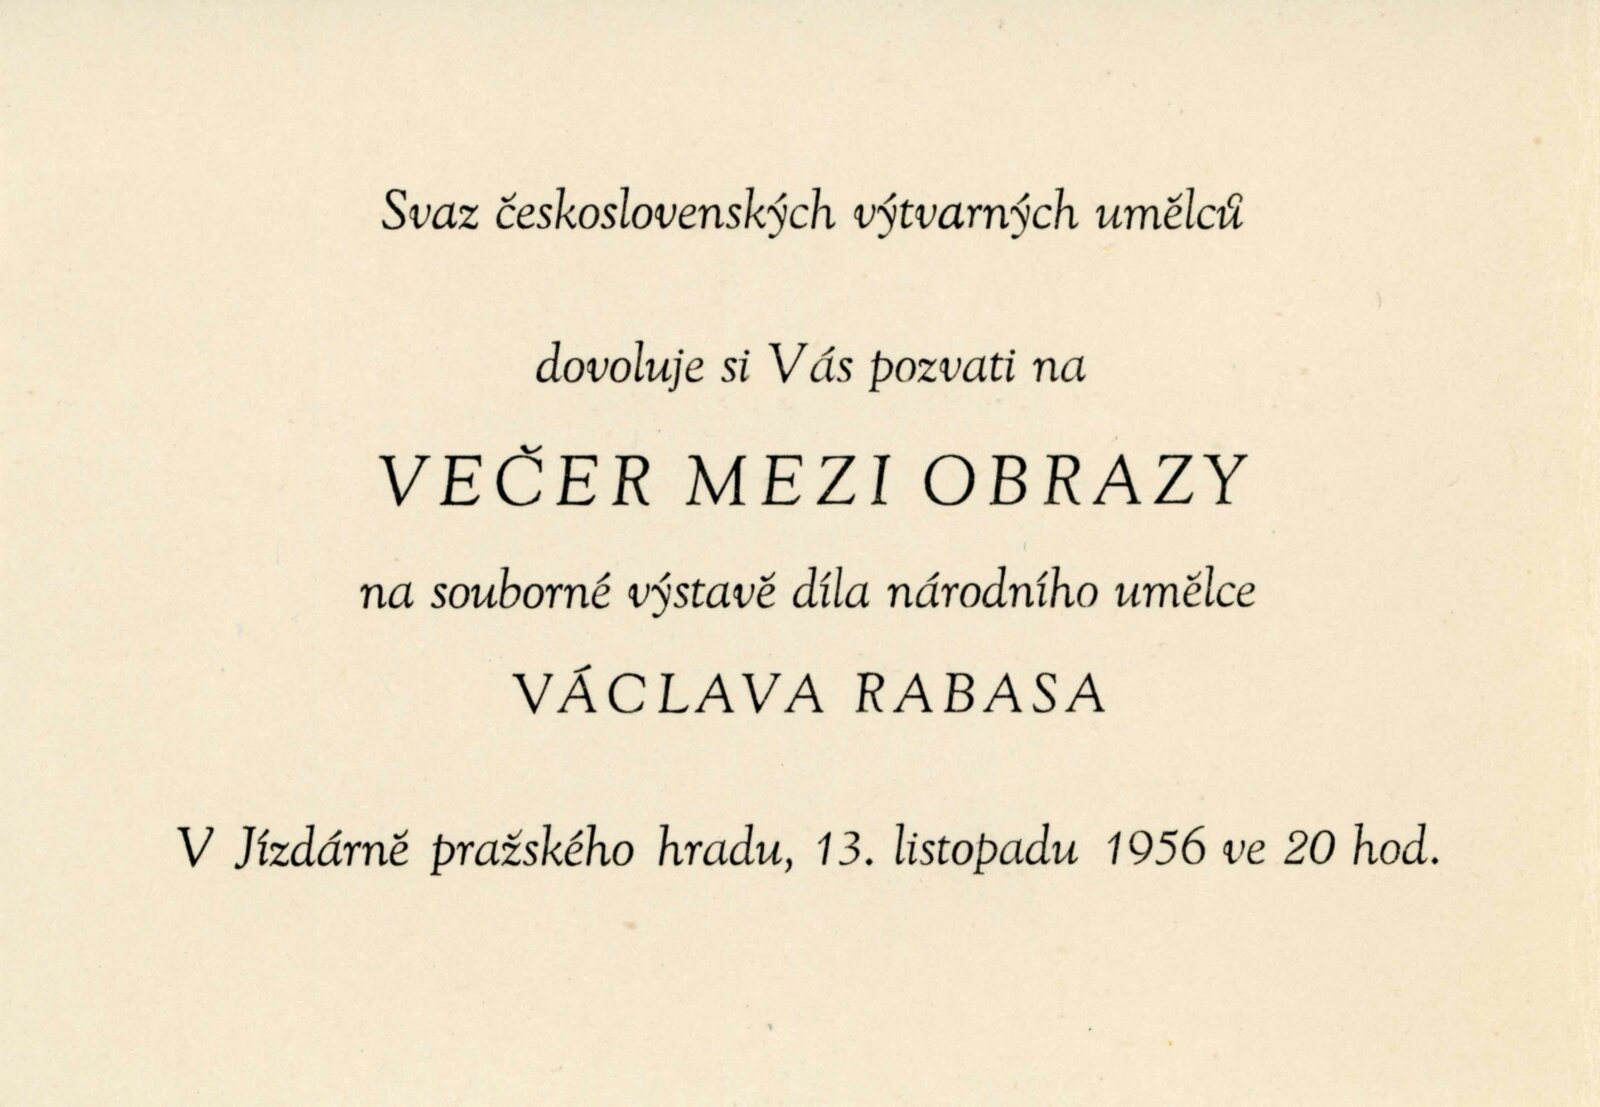 Svaz československých výtvarných umělců
dovoluje si Vás pozvati na
VEČER MEZI OBRAZY
na souborné výstavě díla národního umělce
VÁCLAVA RABASA
V Jízdárně pražského hradu, 13. listopadu 1956 ve 20 hod.